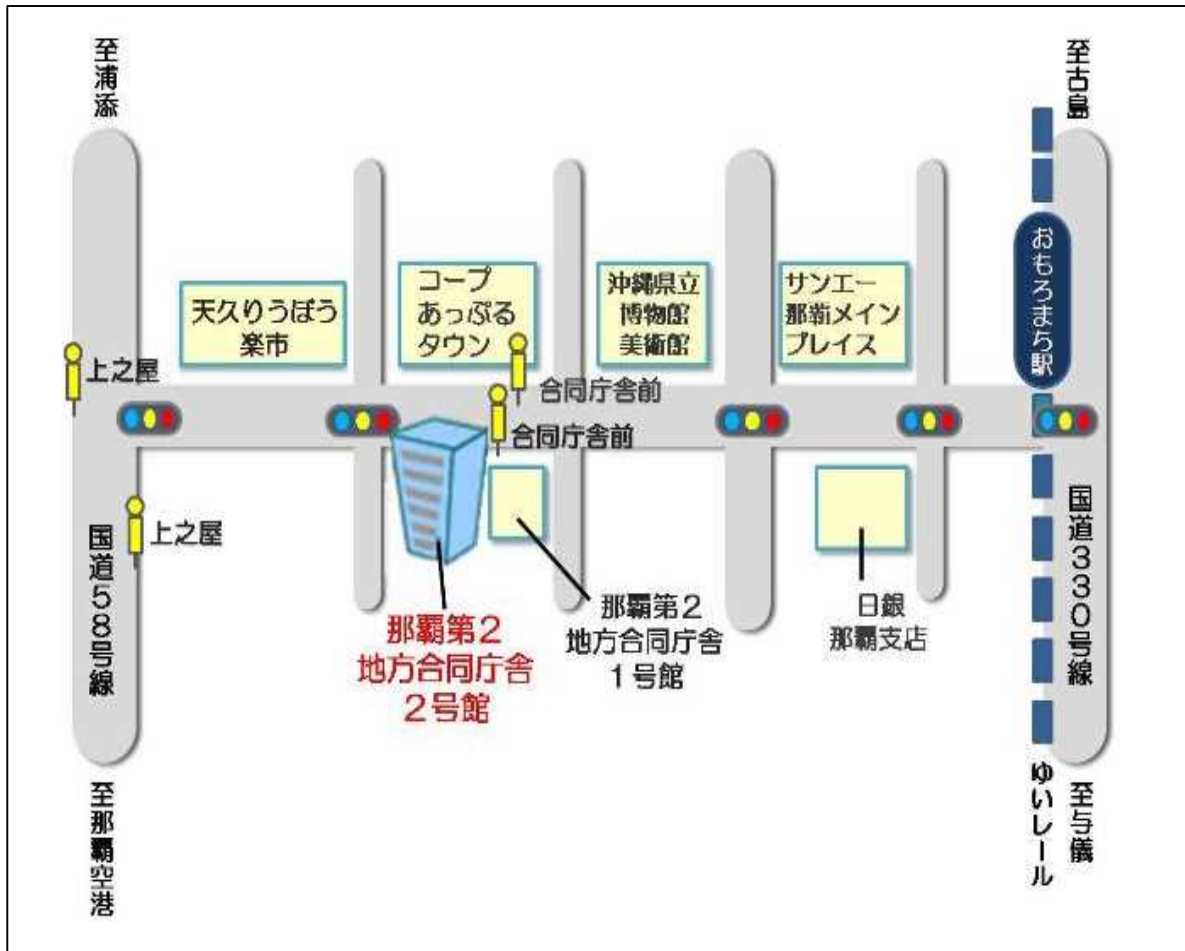 至浦添
至古島
おもろまち駅
天久りうぼう
楽市
コープ
あっぷる
タウン
沖縄県立
博物館
美術館
サンエー
那覇メイン
プレイス
上之屋
合同庁舎前
合同庁舎前
上之屋
国道58号線
国道330号線
那覇第2
地方合同庁舎
2号館
那覇第2
地方合同庁舎
1号館
日銀
那覇支店
至那覇空港
ゆいレール
至与儀